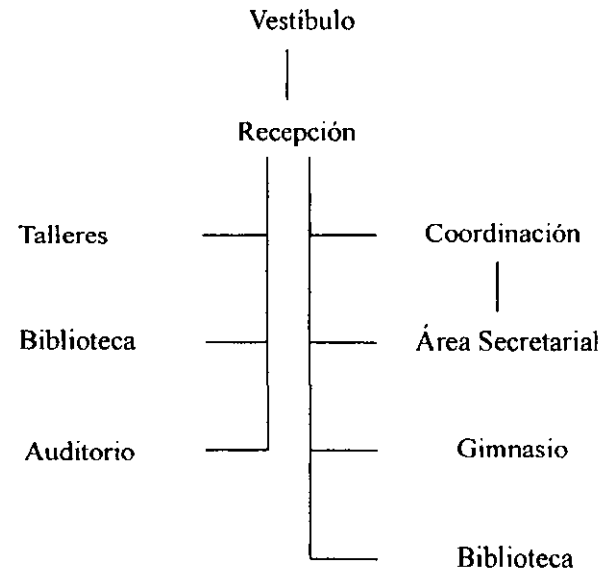 Vestíbulo
Recepción
Talleres
Coordinación
Biblioteca
Área Secretarial
Auditorio
Gimnasio
Biblioteca